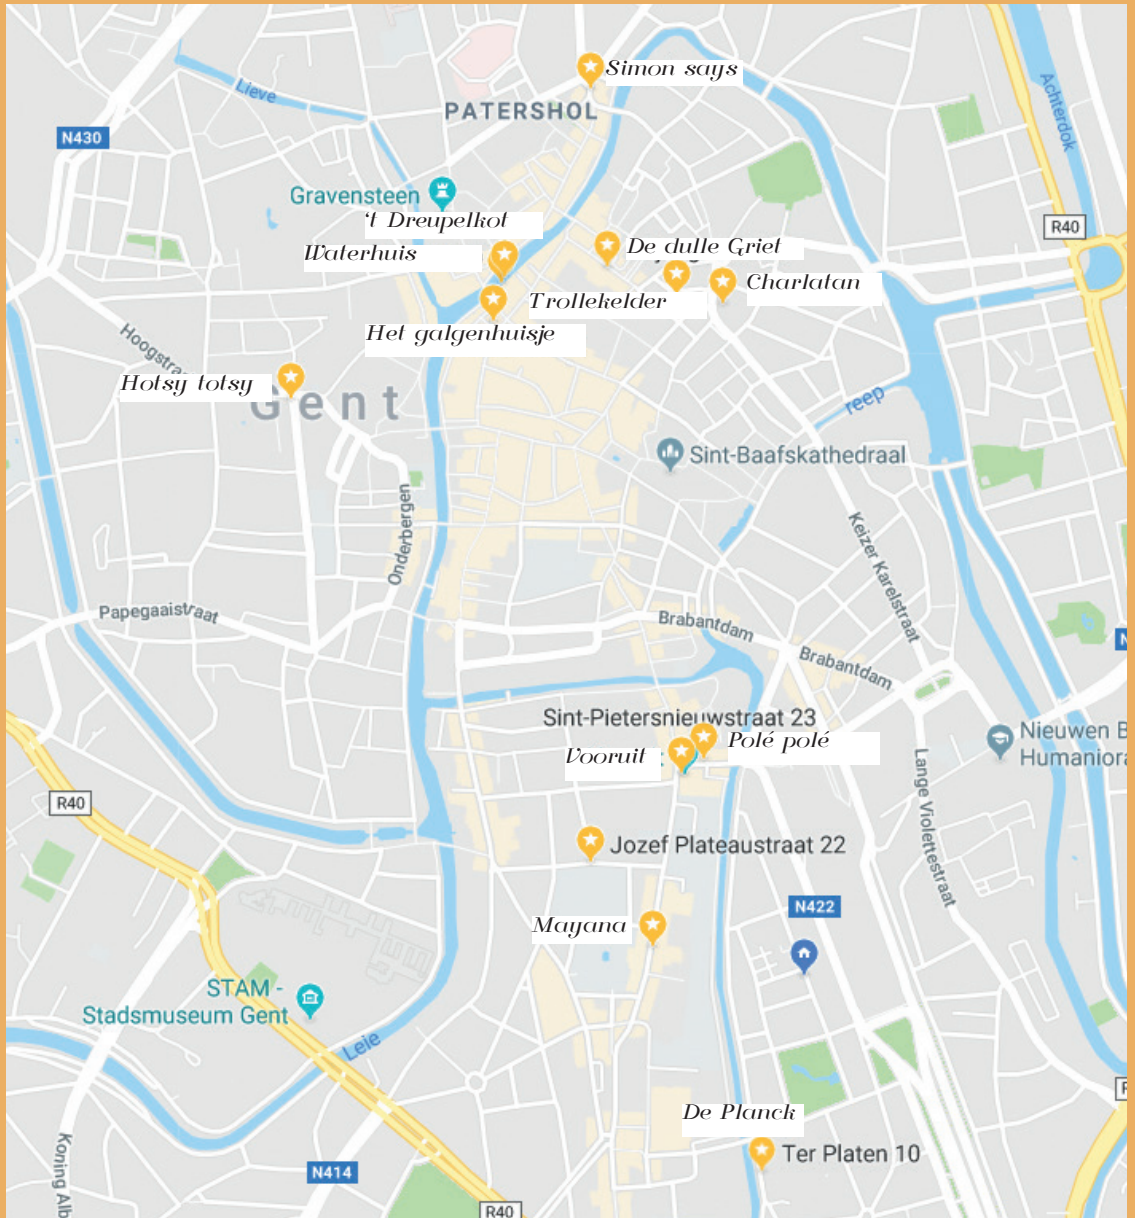 Simon says
Lieve
PATERSHOL
Achterdok
N430
Gravensteen
't Dreupelkot
R40
Waterhuis
De dulle Griet
Charlatan
Trollekelder
Het galgenhuisje
Hotsy totsy
Gent
reep
Sint-Baafskathedraal
Onderbergen
Keizer Karelstraat
Papegaaistraat
Brabantdam
Brabantdam
Sint-Pietersnieuwstraat 23
Polé polé
Vooruit
Nieuwen B
Humaniora
Lange Violettestraat
R40
Jozef Plateaustraat 22
N422
Mayana
STAM -
Stadsmuseum Gent
Leie
De Planck
Ter Platen 10
Koning Alb
N414
R40